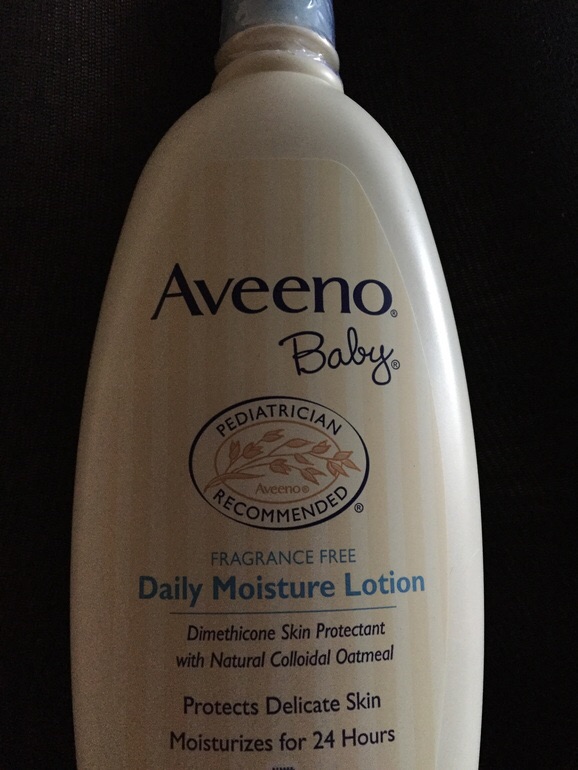 Aveeno®
Baby®
PEDIATRICIAN
Aveeno®
RECOMMENDED®
FRAGRANCE FREE
Daily Moisture Lotion
Dimethicone Skin Protectant
with Natural Colloidal Oatmeal
Protects Delicate Skin
Moisturizes for 24 Hours